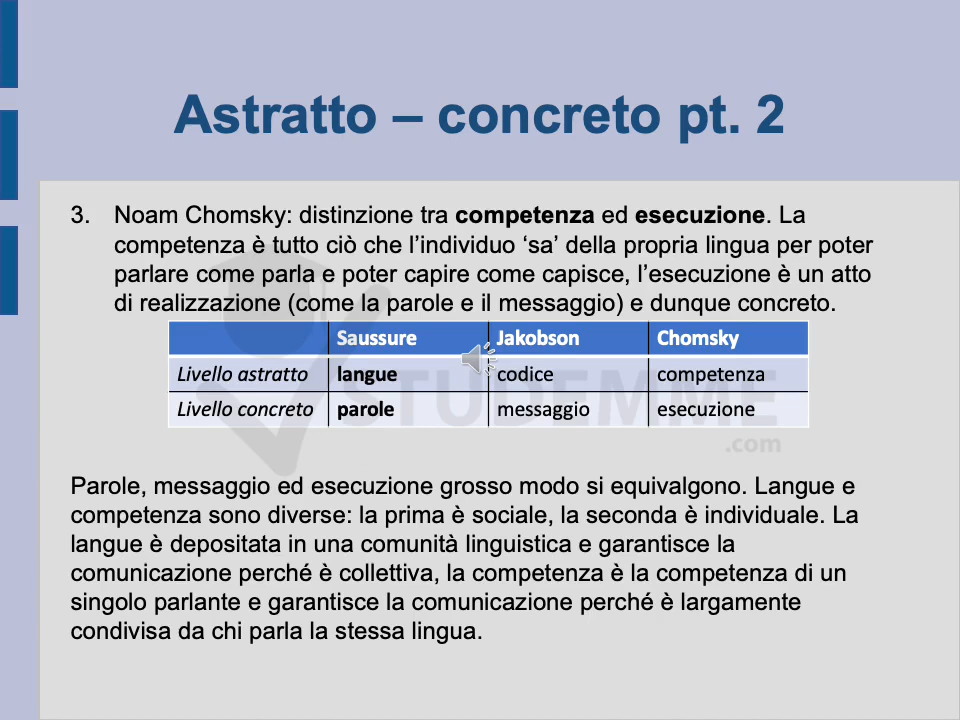 Astratto – concreto pt. 2
3. Noam Chomsky: distinzione tra competenza ed esecuzione. La
competenza è tutto ciò che l’individuo ‘sa’ della propria lingua per poter
parlare come parla e poter capire come capisce, l’esecuzione è un atto
di realizzazione (come la parole e il messaggio) e dunque concreto.
Saussure Jakobson Chomsky
Livello astratto langue codice competenza
Livello concreto parole messaggio esecuzione
STUDEMME
.com
Parole, messaggio ed esecuzione grosso modo si equivalgono. Langue e
competenza sono diverse: la prima è sociale, la seconda è individuale. La
langue è depositata in una comunità linguistica e garantisce la
comunicazione perché è collettiva, la competenza è la competenza di un
singolo parlante e garantisce la comunicazione perché è largamente
condivisa da chi parla la stessa lingua.